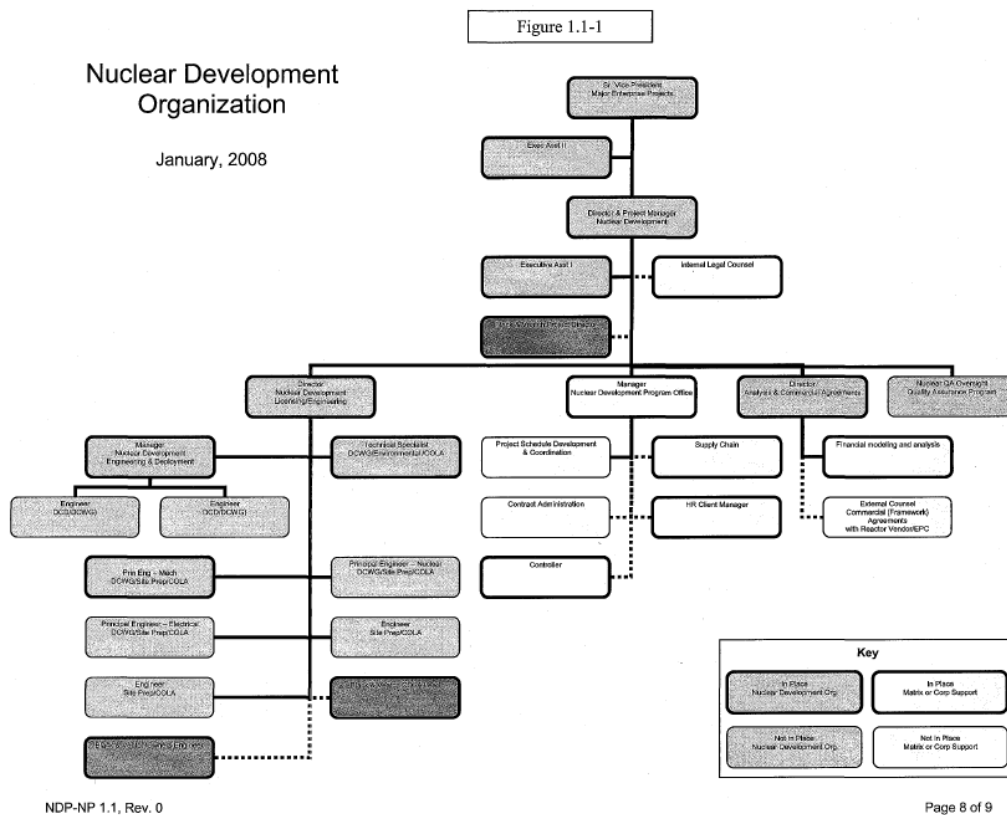 Figure 1.1-1
Nuclear Development
Organization
January, 2008
Sr. Vice President
Major Enterprise Projects
Exec Asst II
Director & Project Manager
Nuclear Development
Executive Asst I
Internal Legal Counsel
Project Director
Director
Nuclear Development
Licensing/Engineering
Manager
Nuclear Development Program Office
Director
Analysis & Commercial Agreements
Nuclear QA Oversight
Quality Assurance Program
Manager
Nuclear Development
Engineering & Deployment
Technical Specialist
DCWG/Environmental/COLA
Project Schedule Development
& Coordination
Supply Chain
Financial modeling and analysis
Engineer
DCD/DCWG)
Engineer
DCD/DCWG)
Contract Administration
HR Client Manager
External Counsel
Commercial (Framework)
Agreements
with Reactor Vendor/EPC
Prin Eng – Mech
DCWG/Site Prep/COLA
Principal Engineer – Nuclear
DCWG/Site Prep/COLA
Controller
Principal Engineer – Electrical
DCWG/Site Prep/COLA
Engineer
Site Prep/COLA
Engineer
Site Prep/COLA
Engineer
Key
In Place
Nuclear Development Org.
In Place
Matrix or Corp Support
Not In Place
Nuclear Development Org.
Not In Place
Matrix or Corp Support
NDP-NP 1.1, Rev. 0
Page 8 of 9